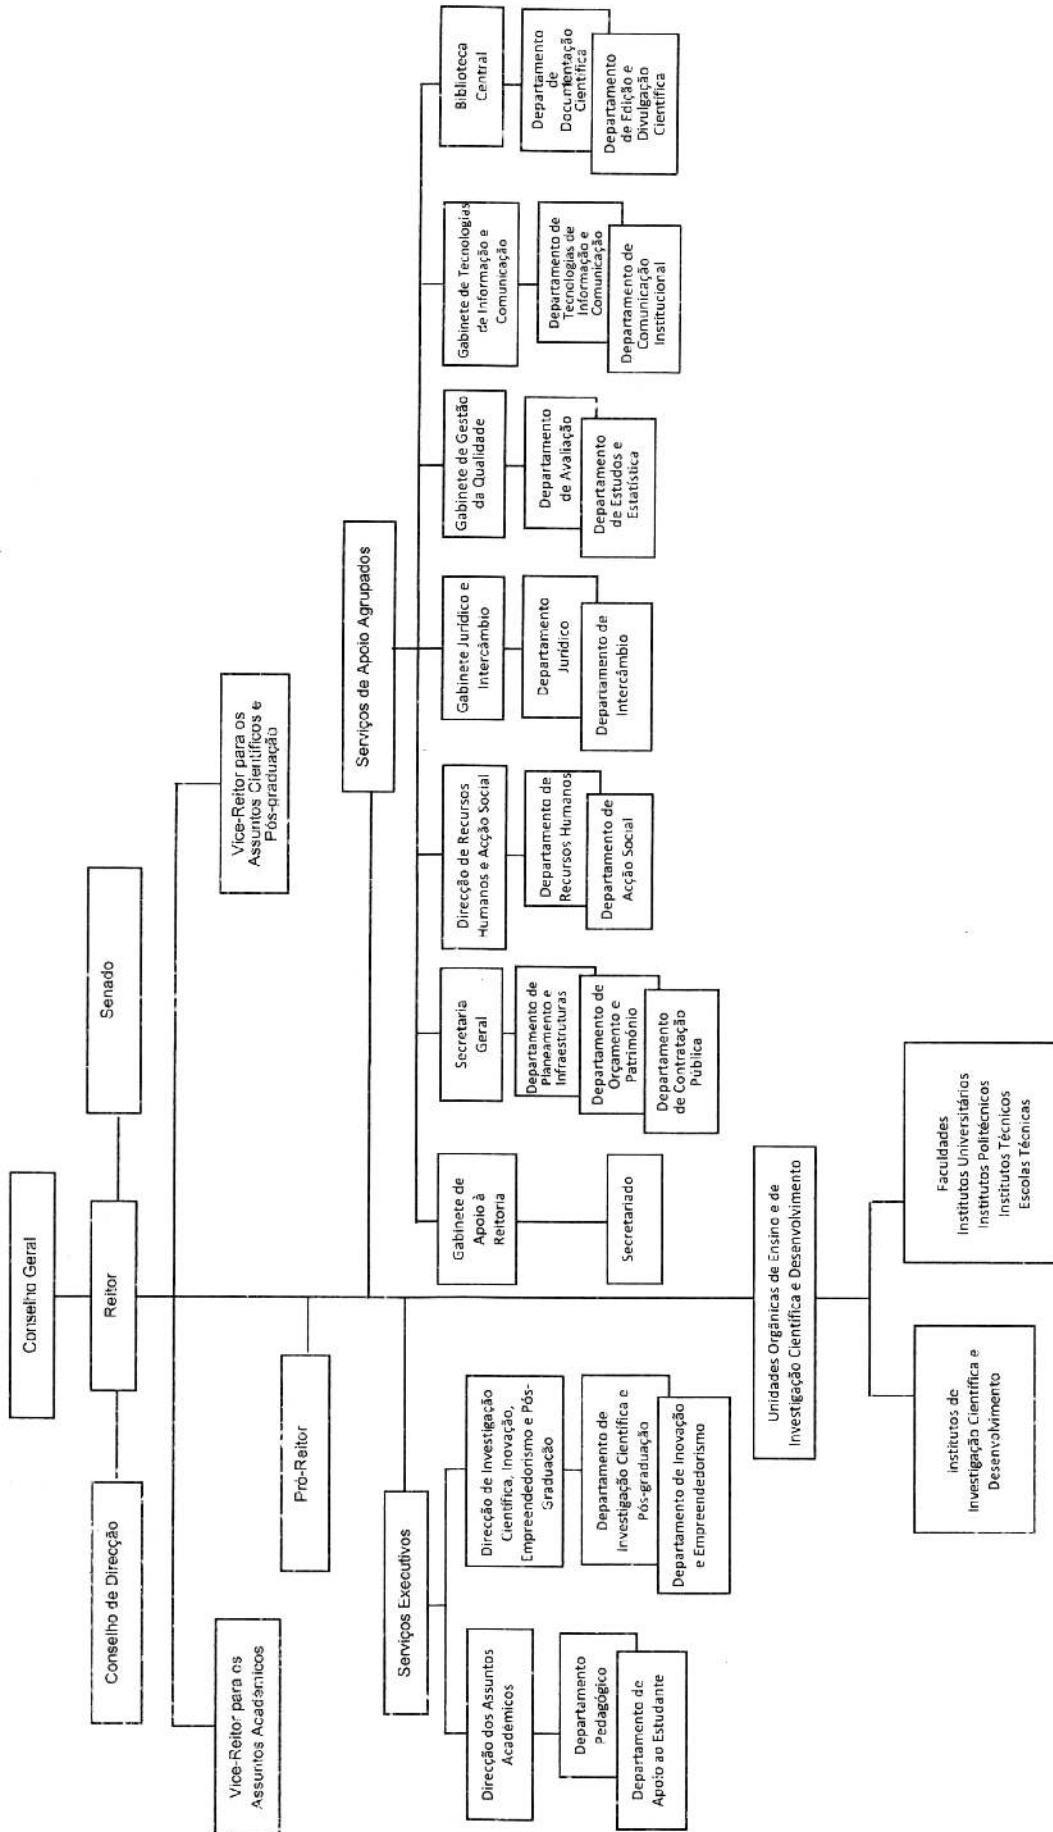 Conselho Geral
Conselho de Direcção
Reitor
Senado
Vice-Reitor para os
Assuntos Académicos
Vice-Reitor para os
Assuntos Científicos e
Pós-graduação
Pró-Reitor
Serviços Executivos
Serviços de Apoio Agrupados
Direcção dos Assuntos
Académicos
Departamento
Pedagógico
Departamento de
Apoio ao Estudante
Direcção de Investigação
Científica, Inovação,
Empreendedorismo e Pós-
Graduação
Departamento de
Investigação Científica e
Pós-graduação
Departamento de Inovação
e Empreendedorismo
Gabinete de
Apoio à
Reitoria
Secretariado
Secretaria
Geral
Departamento de
Planeamento e
Infraestruturas
Departamento de
Orçamento e
Património
Departamento
de Contratação
Pública
Direcção de Recursos
Humanos e Acção Social
Departamento de
Recursos Humanos
Departamento de
Acção Social
Gabinete Jurídico e
Intercâmbio
Departamento
Jurídico
Departamento de
Intercâmbio
Gabinete de Gestão
da Qualidade
Departamento
de Avaliação
Departamento
de Estudos e
Estatística
Gabinete de Tecnologias
de Informação e
Comunicação
Departamento de
Tecnologias de
Informação e
Comunicação
Departamento de
Comunicação
Institucional
Biblioteca
Central
Departamento
de
Documentação
Científica
Departamento
de Edição e
Divulgação
Científica
Unidades Orgânicas de Ensino e de
Investigação Científica e Desenvolvimento
Institutos de
Investigação Científica e
Desenvolvimento
Faculdades
Institutos Universitários
Institutos Politécnicos
Institutos Técnicos
Escolas Técnicas